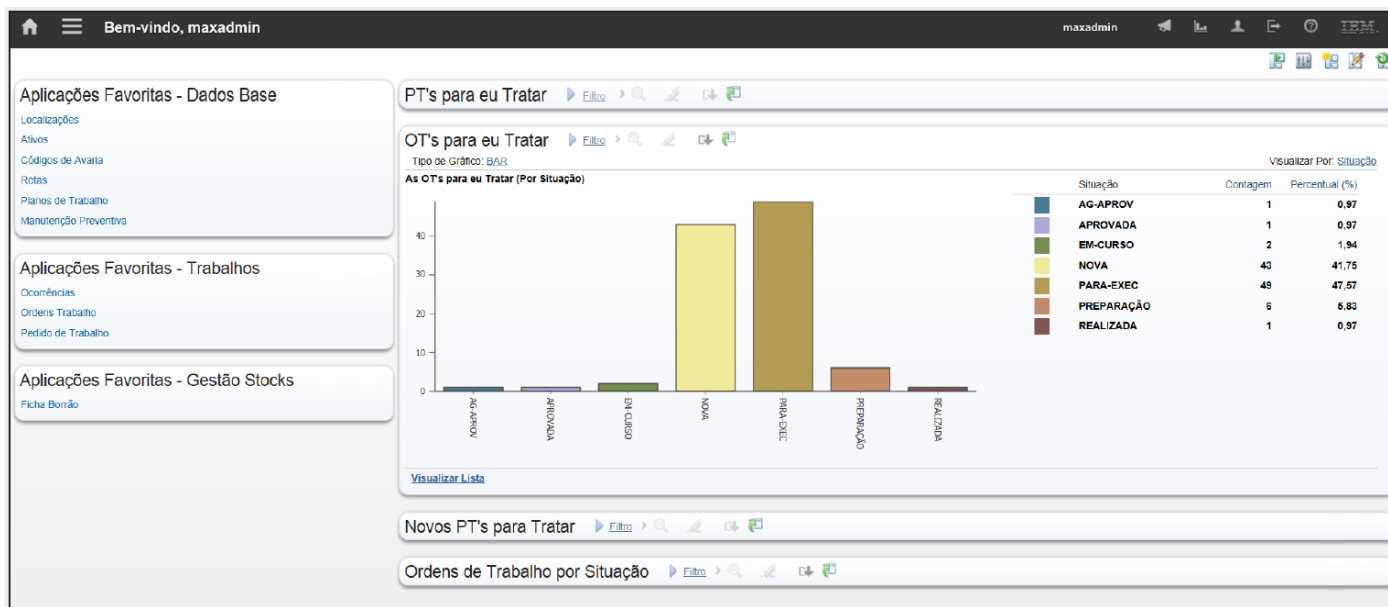 Bem-vindo, maxadmin
maxadmin
IBM.
Aplicações Favoritas - Dados Base
Localizações
Ativos
Códigos de Avaria
Rotas
Planos de Trabalho
Manutenção Preventiva
Aplicações Favoritas - Trabalhos
Ocorrências
Ordens Trabalho
Pedido de Trabalho
Aplicações Favoritas - Gestão Stocks
Ficha Borrão
PT's para eu Tratar Filtro
OT's para eu Tratar Filtro
Tipo de Gráfico: BAR
Visualizar Por: Situação
As OT's para eu Tratar (Por Situação)
40
30
20
10
0
AG-APROV
APROVADA
EM-CURSO
NOVA
PARA-EXEC
PREPARAÇÃO
REALIZADA
Situação Contagem Percentual (%)
AG-APROV 1 0,97
APROVADA 1 0,97
EM-CURSO 2 1,94
NOVA 43 41,75
PARA-EXEC 49 47,57
PREPARAÇÃO 6 5,83
REALIZADA 1 0,97
Visualizar Lista
Novos PT's para Tratar Filtro
Ordens de Trabalho por Situação Filtro